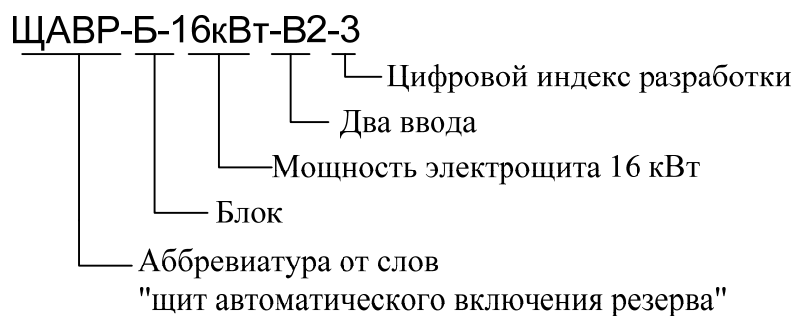 ЩАВР-Б-16кВт-В2-3
Цифровой индекс разработки
Два ввода
Мощность электрощита 16 кВт
Блок
Аббревиатура от слов
"щит автоматического включения резерва"